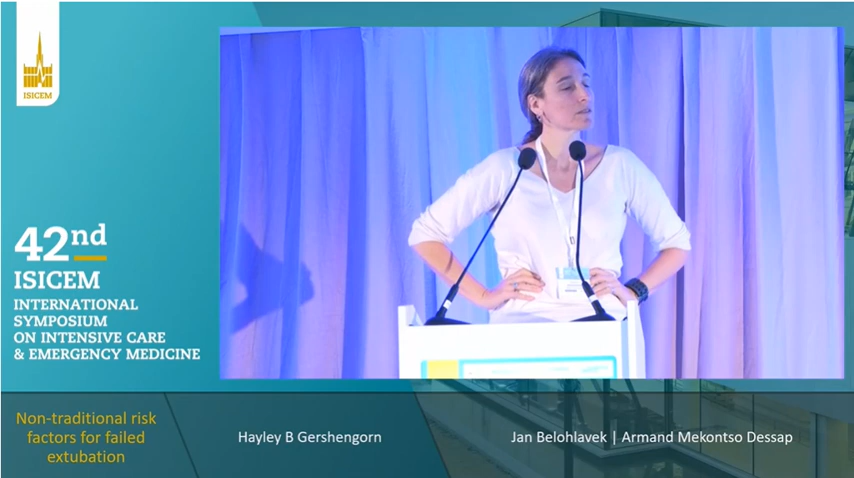 ISICEM
42nd
ISICEM
INTERNATIONAL
SYMPOSIUM
ON INTENSIVE CARE
& EMERGENCY MEDICINE
Non-traditional risk
factors for failed
extubation
Hayley B Gershengorn
Jan Belohlavek | Armand Mekontso Dessap